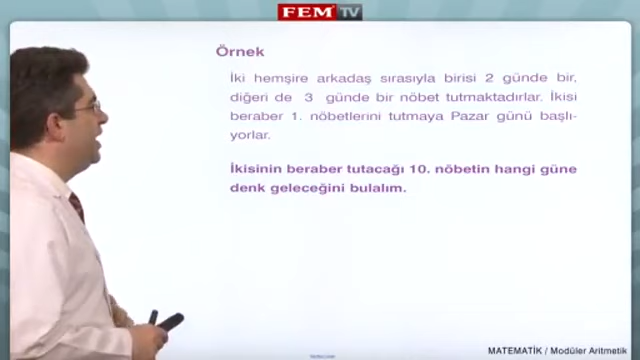 FEM TV
Örnek
İki hemşire arkadaş sırasıyla birisi 2 günde bir,
diğeri de 3 günde bir nöbet tutmaktadırlar. İkisi
beraber 1. nöbetlerini tutmaya Pazar günü başlı-
yorlar.
İkisinin beraber tutacağı 10. nöbetin hangi güne
denk geleceğini bulalım.
MATEMATİK / Modüler Aritmetik